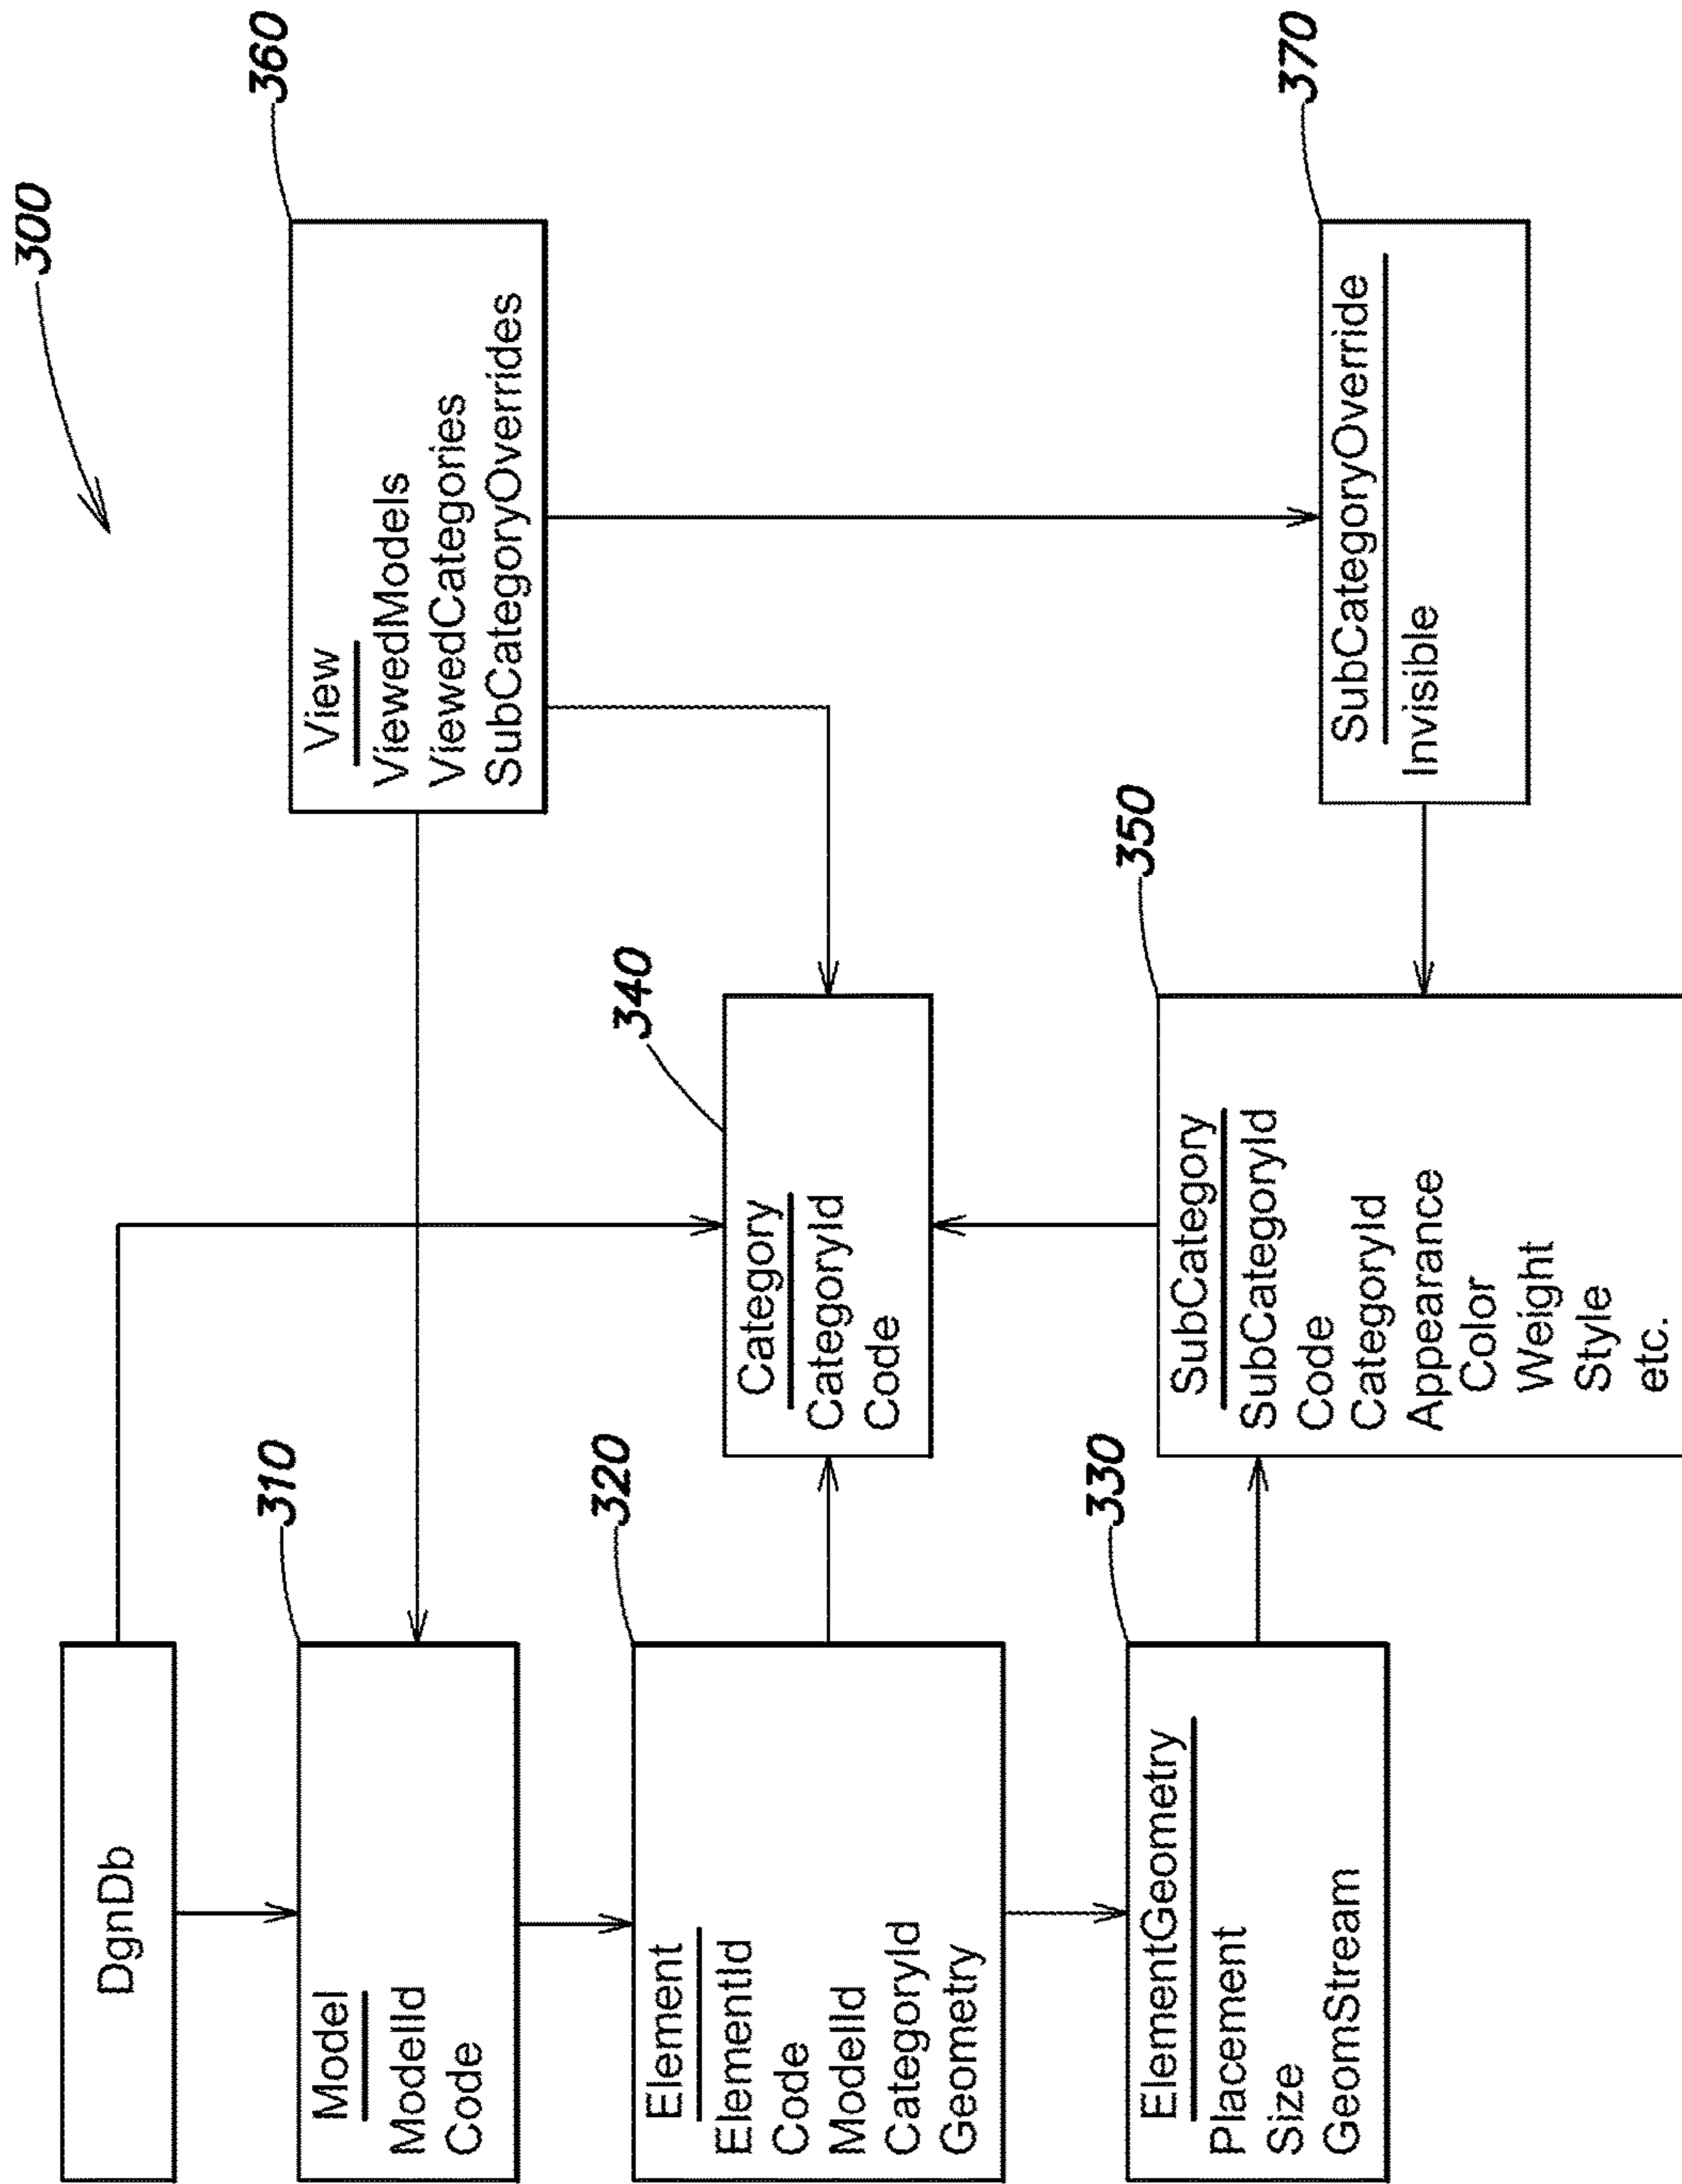 300
DgnDb
310
Model
ModelId
Code
320
Element
ElementId
Code
ModelId
CategoryId
Geometry
330
ElementGeometry
Placement
Size
GeomStream
340
Category
CategoryId
Code
350
SubCategory
SubCategoryId
Code
CategoryId
Appearance
Color
Weight
Style
etc.
360
View
ViewedModels
ViewedCategories
SubCategoryOverrides
370
SubCategoryOverride
Invisible